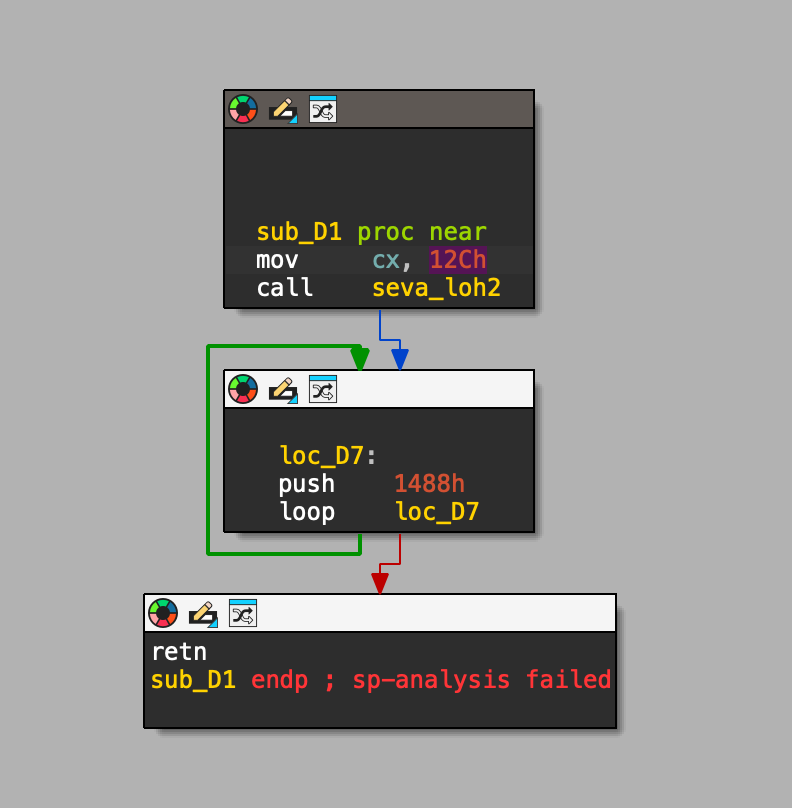 sub_D1 proc near
mov cx, 12Ch
call seva_loh2
loc_D7:
push 1488h
loop loc_D7
retn
sub_D1 endp ; sp-analysis failed